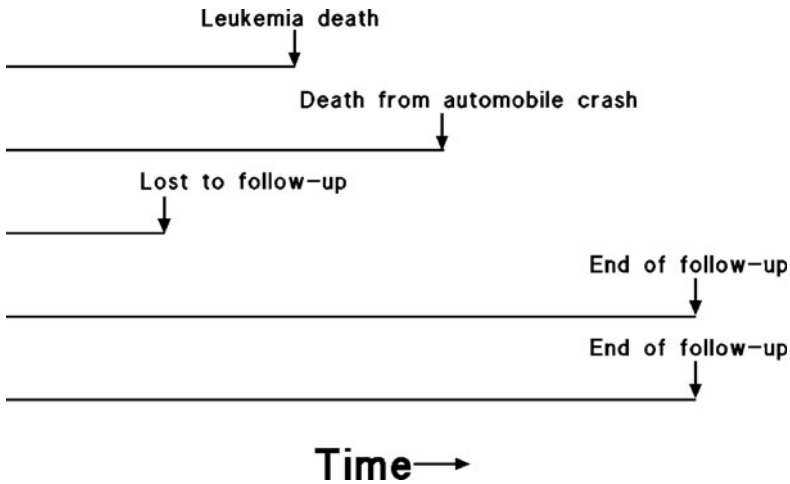 Leukemia death
Death from automobile crash
Lost to follow-up
End of follow-up
End of follow-up
Time